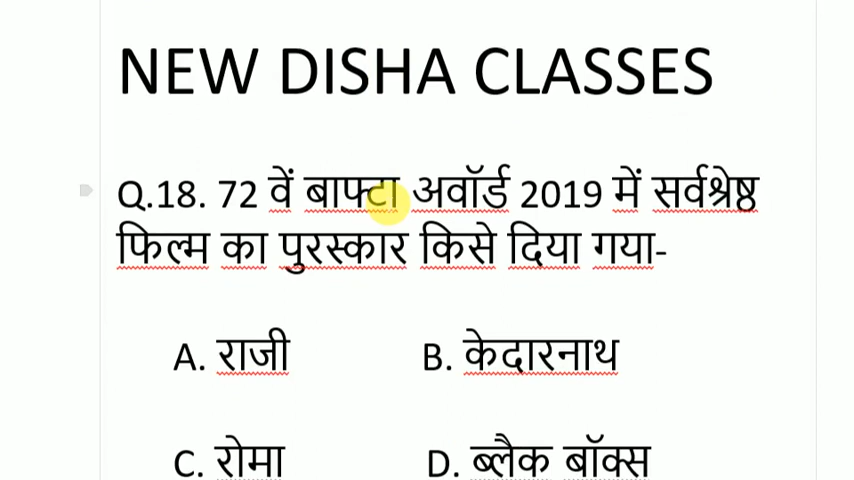 NEW DISHA CLASSES
Q.18. 72 वें बाफ्टा अवॉर्ड 2019 में सर्वश्रेष्ठ
फिल्म का पुरस्कार किसे दिया गया-
A. राजी B. केदारनाथ
C. रोमा D. ब्लैक बॉक्स